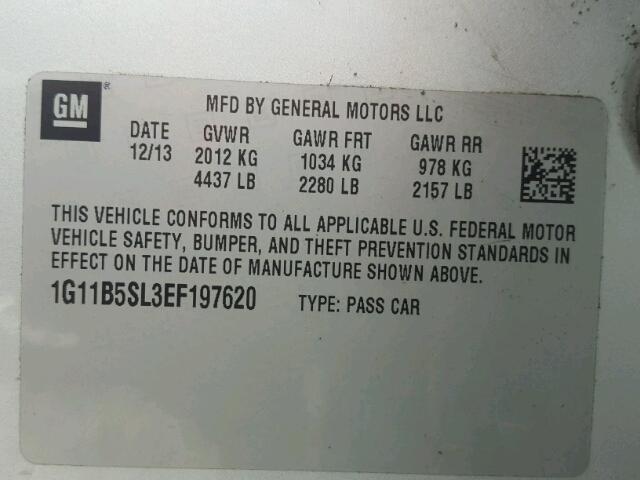 GM
MFD BY GENERAL MOTORS LLC
DATE GVWR GAWR FRT GAWR RR
12/13 2012 KG 1034 KG 978 KG
4437 LB 2280 LB 2157 LB
THIS VEHICLE CONFORMS TO ALL APPLICABLE U.S. FEDERAL MOTOR
VEHICLE SAFETY, BUMPER, AND THEFT PREVENTION STANDARDS IN
EFFECT ON THE DATE OF MANUFACTURE SHOWN ABOVE.
1G11B5SL3EF197620 TYPE: PASS CAR